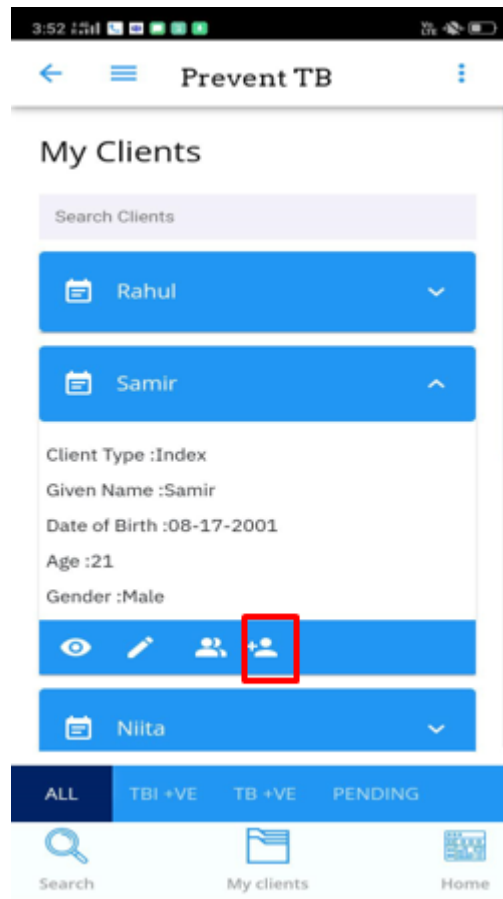 3:52
Prevent TB
My Clients
Search Clients
Rahul
Samir
Client Type :Index
Given Name :Samir
Date of Birth :08-17-2001
Age :21
Gender :Male
Niita
ALL TBI +VE TB +VE PENDING
Search My clients Home